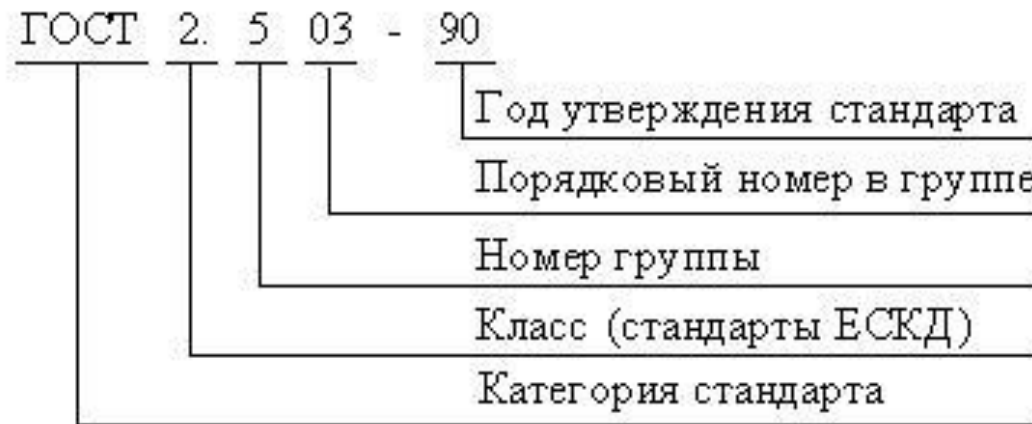 ГОСТ 2. 5 03 - 90
Год утверждения стандарта
Порядковый номер в группе
Номер группы
Класс (стандарты ЕСКД)
Категория стандарта